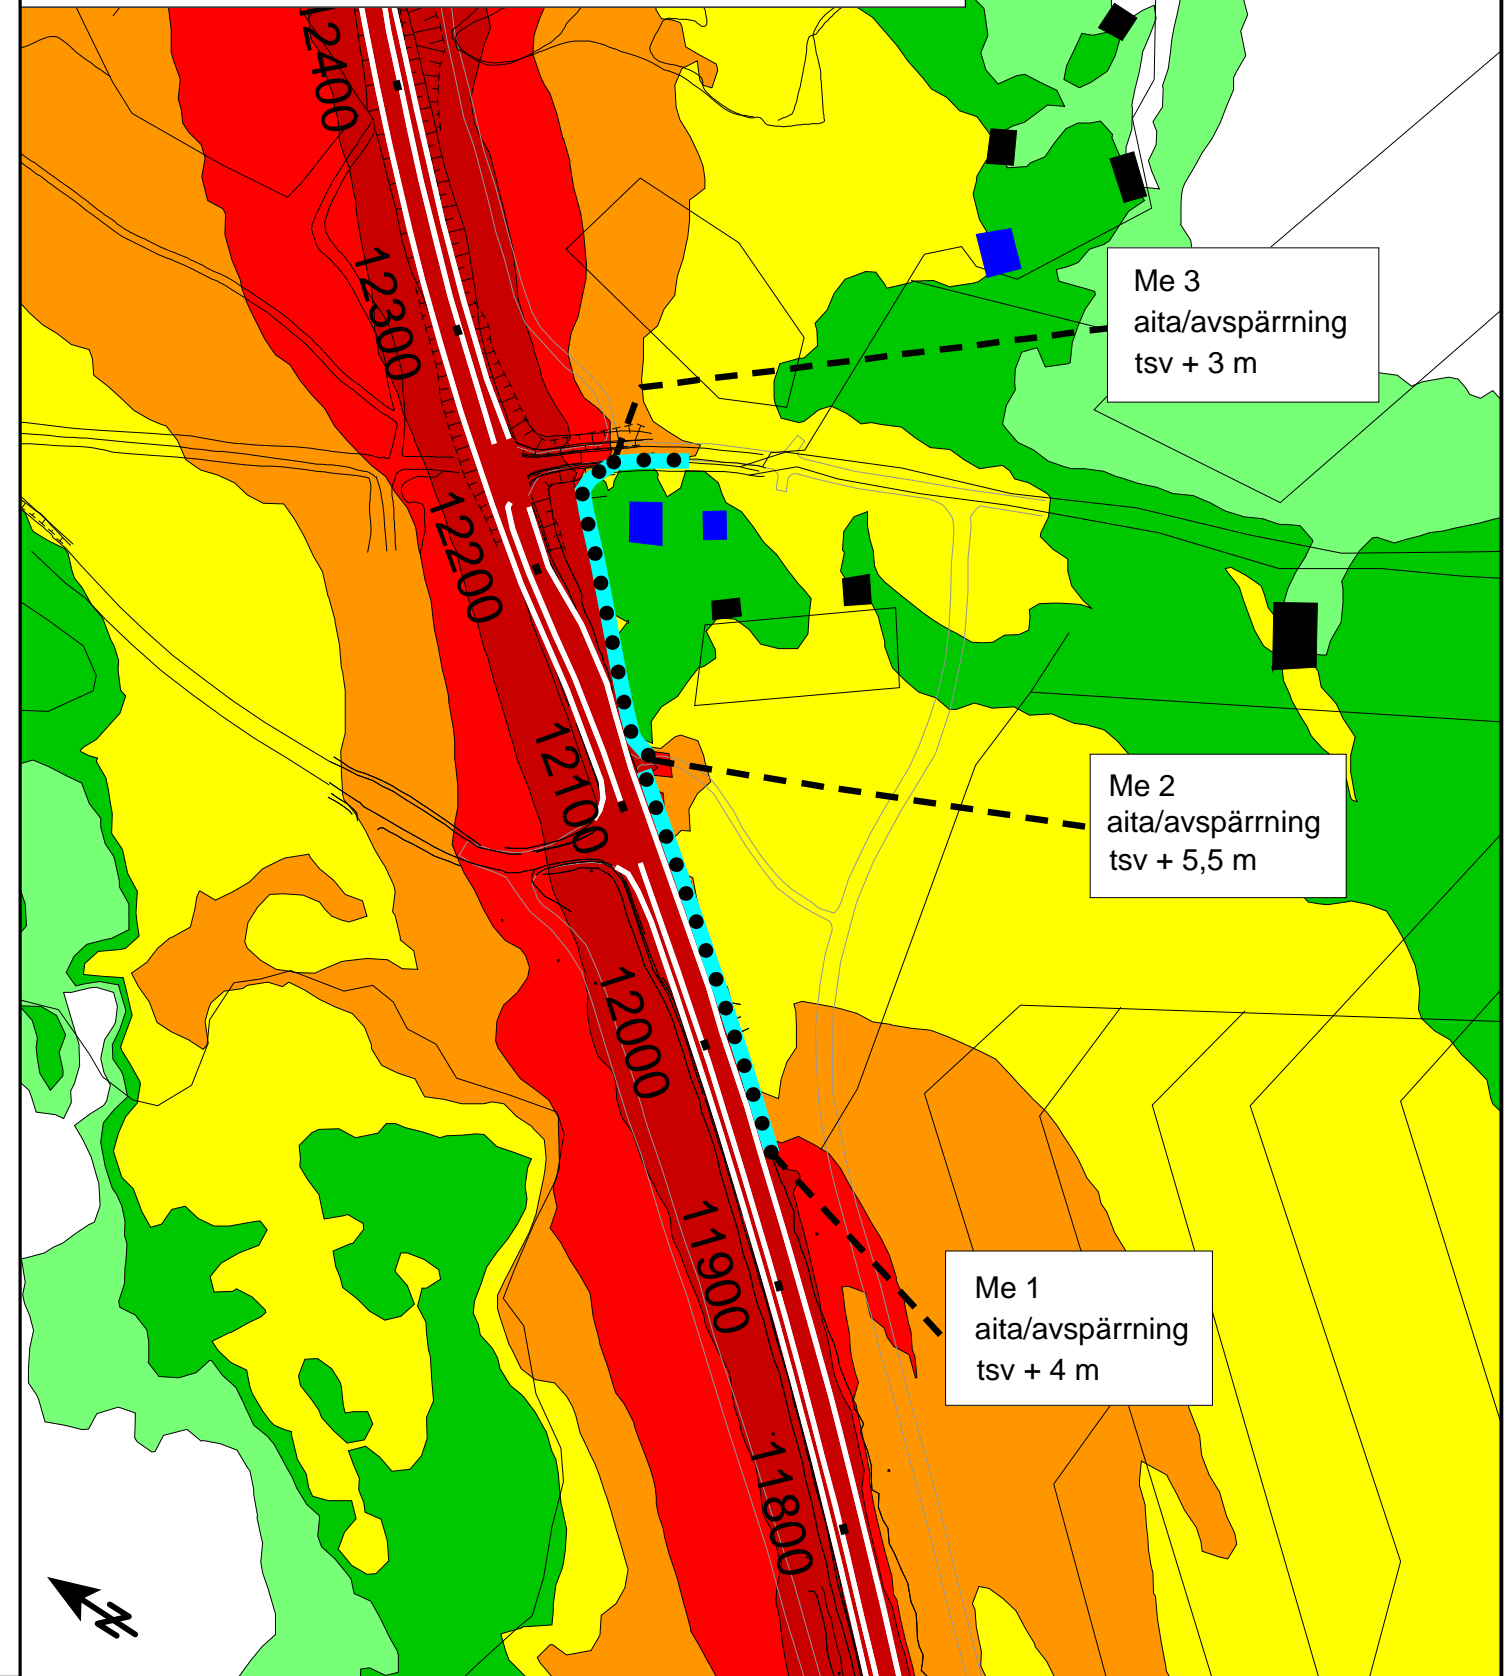 12400
12300
Me 3
aita/avspärrning
tsv + 3 m
12200
12100
Me 2
aita/avspärrning
tsv + 5,5 m
12000
11900
Me 1
aita/avspärrning
tsv + 4 m
11800
N